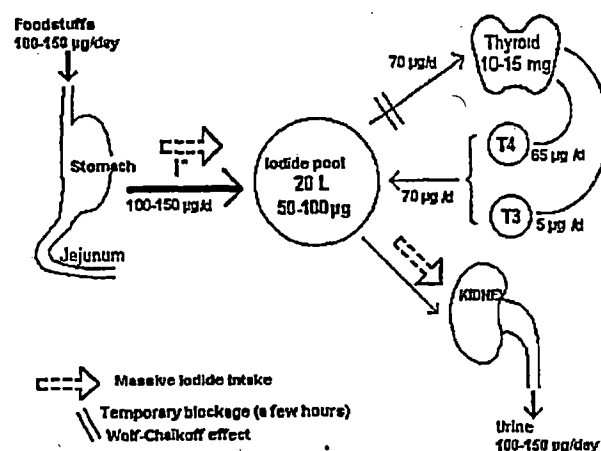 Foodstuffs
100-150 µg/day
Stomach
Jejunum
I⁻
100-150 µg/d
Iodide pool
20 L
50-100µg
70 µg/d
Thyroid
10-15 mg
T4
65 µg /d
70 µg /d
T3
5 µg /d
KIDNEY
Urine
100-150 µg/day
Massive Iodide Intake
Temporary blockage (a few hours)
Wolf-Chaikoff effect